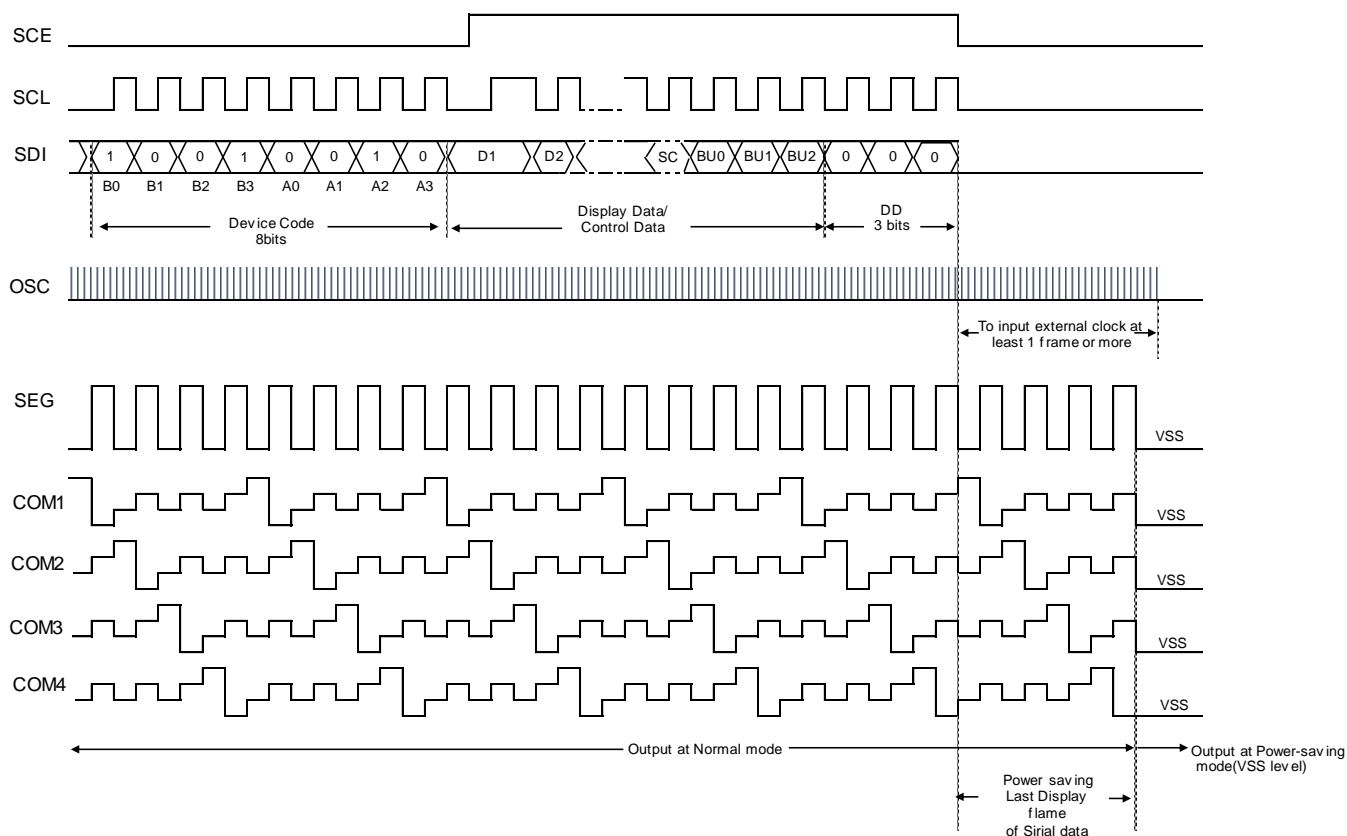 SCE
SCL
SDI
1 0 0 1 0 0 1 0 D1 D2 SC BU0 BU1 BU2 0 0 0
B0 B1 B2 B3 A0 A1 A2 A3
Device Code
8bits
Display Data/
Control Data
DD
3 bits
OSC
To input external clock at
least 1 frame or more
SEG
VSS
COM1
VSS
COM2
VSS
COM3
VSS
COM4
VSS
Output at Normal mode
Output at Power-saving
mode(VSS level)
Power saving
Last Display
flame
of Sirial data